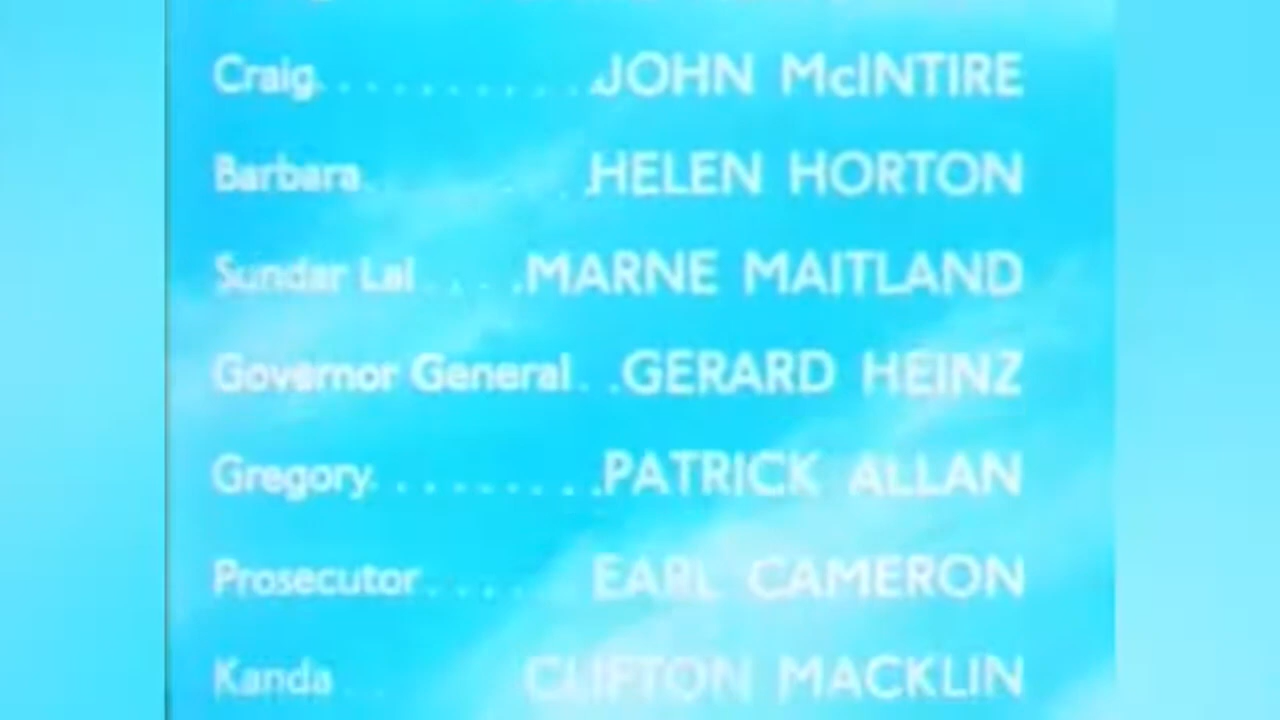 Craig. . . . . . . . . . .JOHN McINTIRE
Barbara. . . . . . . .HELEN HORTON
Sundar Lal . . . .MARNE MAITLAND
Governor General. . .GERARD HEINZ
Gregory. . . . . . . . .PATRICK ALLAN
Prosecutor. . . . . EARL CAMERON
Kanda . . CLIFTON MACKLIN